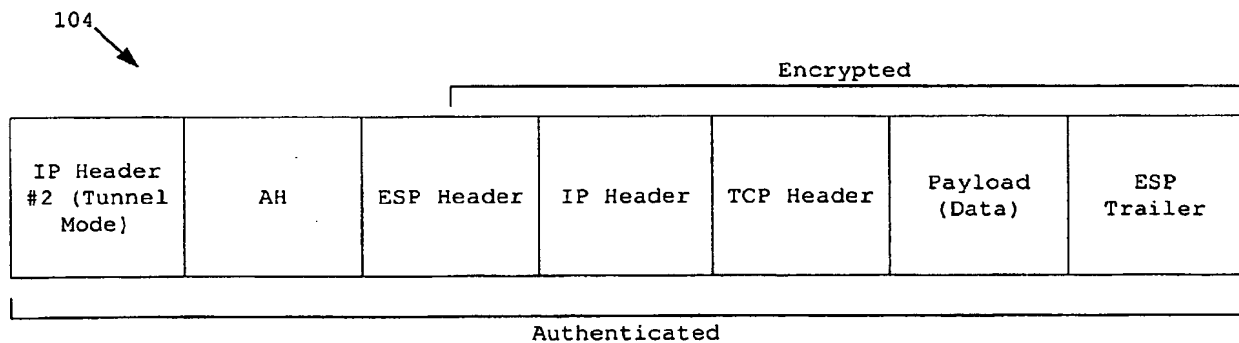 104
Encrypted
IP Header
#2 (Tunnel
Mode)
AH
ESP Header
IP Header
TCP Header
Payload
(Data)
ESP
Trailer
Authenticated